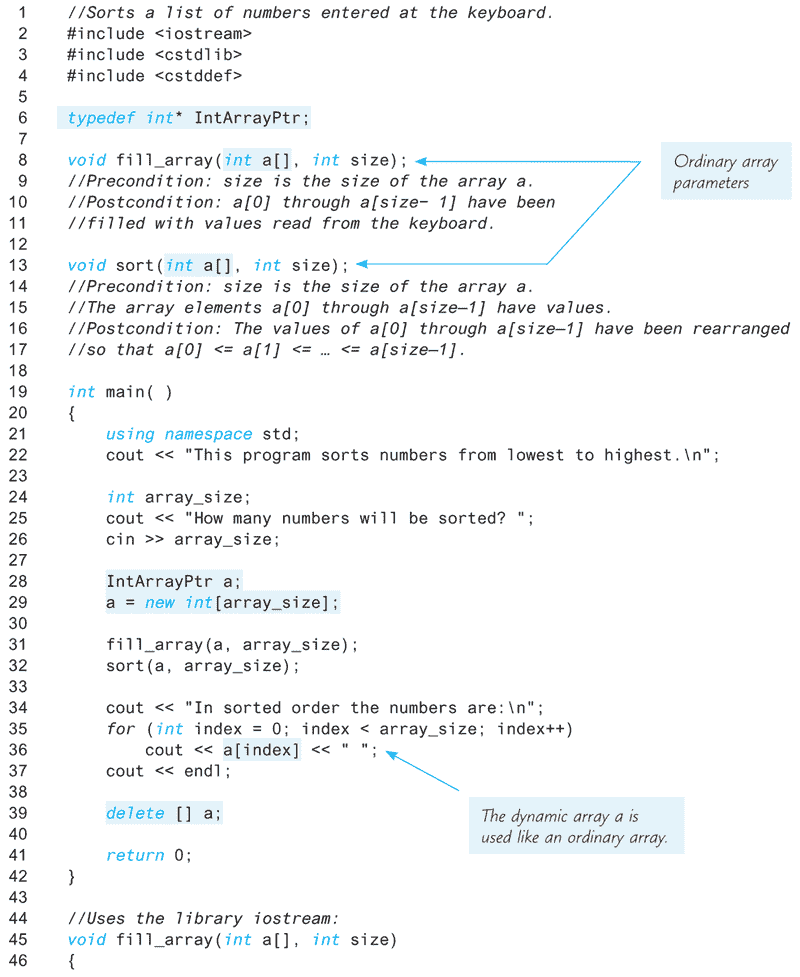 1 //Sorts a list of numbers entered at the keyboard.
2 #include <iostream>
3 #include <cstdlib>
4 #include <cstddef>
5
6 typedef int* IntArrayPtr;
7
8 void fill_array(int a[], int size);
Ordinary array
parameters
9 //Precondition: size is the size of the array a.
10 //Postcondition: a[0] through a[size- 1] have been
11 //filled with values read from the keyboard.
12
13 void sort(int a[], int size);
14 //Precondition: size is the size of the array a.
15 //The array elements a[0] through a[size–1] have values.
16 //Postcondition: The values of a[0] through a[size–1] have been rearranged
17 //so that a[0] <= a[1] <= … <= a[size–1].
18
19 int main( )
20 {
21 using namespace std;
22 cout << "This program sorts numbers from lowest to highest.\n";
23
24 int array_size;
25 cout << "How many numbers will be sorted? ";
26 cin >> array_size;
27
28 IntArrayPtr a;
29 a = new int[array_size];
30
31 fill_array(a, array_size);
32 sort(a, array_size);
33
34 cout << "In sorted order the numbers are:\n";
35 for (int index = 0; index < array_size; index++)
36 cout << a[index] << " ";
37 cout << endl;
38
39 delete [] a;
The dynamic array a is
used like an ordinary array.
40
41 return 0;
42 }
43
44 //Uses the library iostream:
45 void fill_array(int a[], int size)
46 {